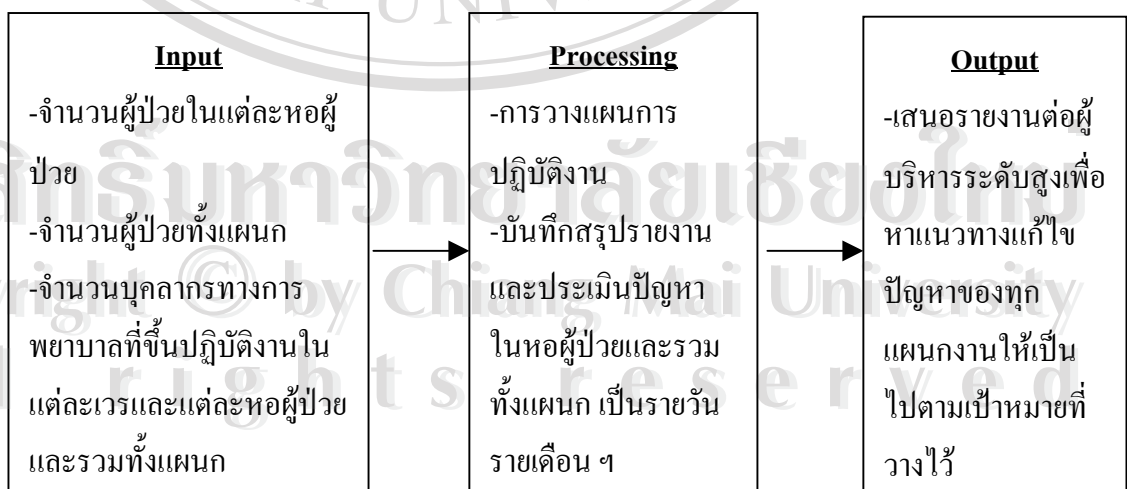 Input
-จำนวนผู้ป่วยในแต่ละหอผู้
ป่วย
-จำนวนผู้ป่วยทั้งแผนก
-จำนวนบุคลากรทางการ
พยาบาลที่ขึ้นปฏิบัติงานใน
แต่ละเวรและแต่ละหอผู้ป่วย
และรวมทั้งแผนก
Processing
-การวางแผนการ
ปฏิบัติงาน
-บันทึกสรุปรายงาน
และประเมินปัญหา
ในหอผู้ป่วยและรวม
ทั้งแผนก เป็นรายวัน
รายเดือน ฯ
Output
-เสนอรายงานต่อผู้
บริหารระดับสูงเพื่อ
หาแนวทางแก้ไข
ปัญหาของทุก
แผนกงานให้เป็น
ไปตามเป้าหมายที่
วางไว้
UNIV
สิทธิ์มหาวิทยาลัยเชียงใหม่
right © by Chiang Mai University
rights reserved